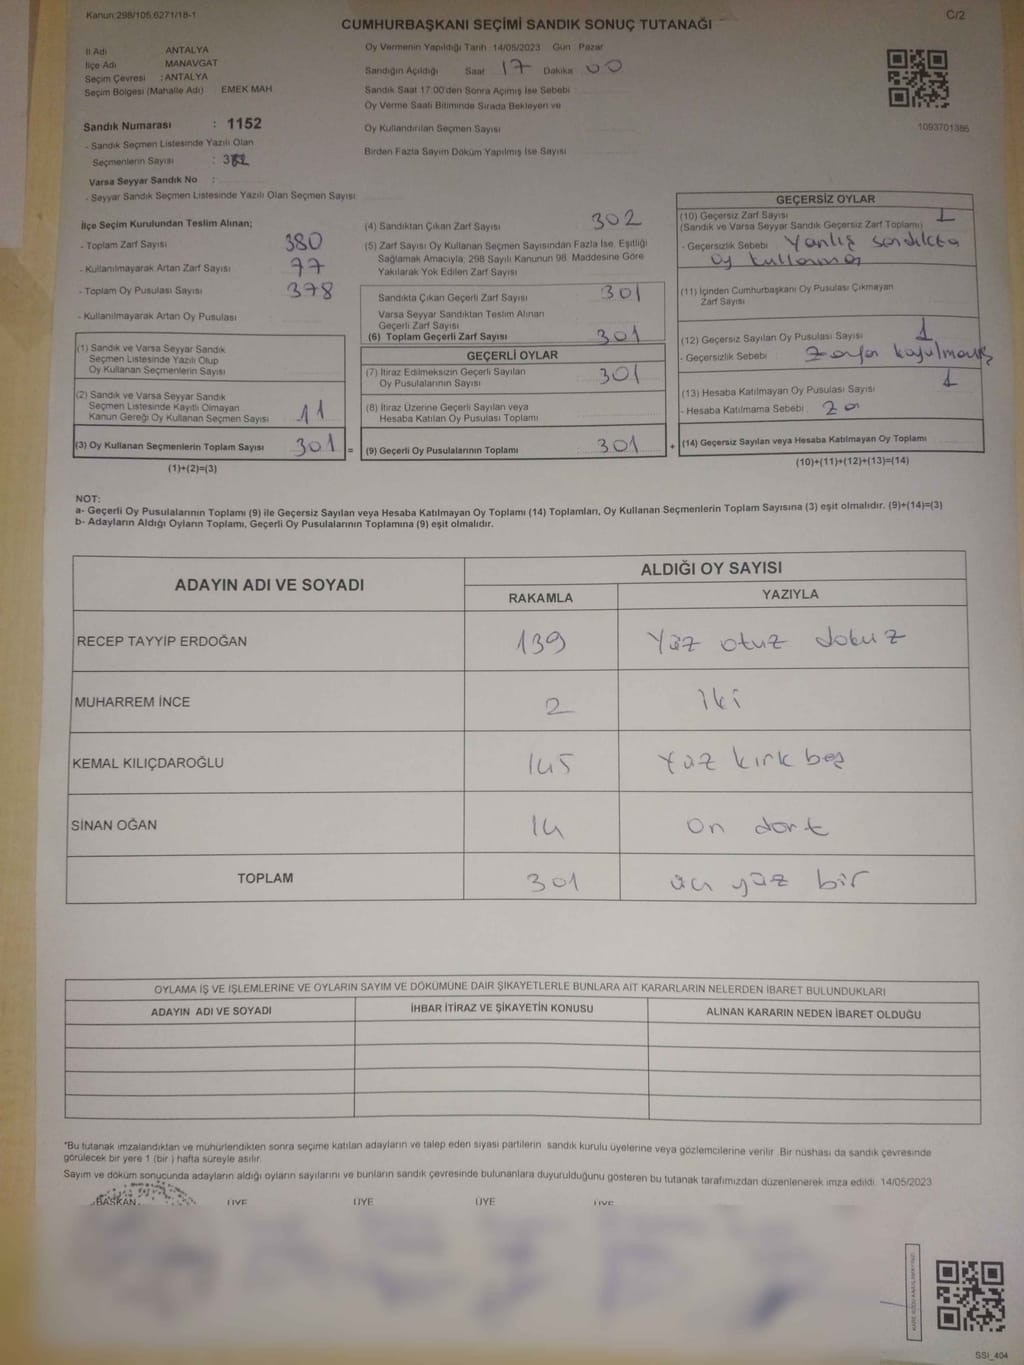 Kanun:298/105.6271/18-1
C/2
CUMHURBAŞKANI SEÇİMİ SANDIK SONUÇ TUTANAĞI
İl Adı ANTALYA
İlçe Adı MANAVGAT
Seçim Çevresi : ANTALYA
Seçim Bölgesi (Mahalle Adı) EMEK MAH.
Sandık Numarası : 1152
- Sandık Seçmen Listesinde Yazılı Olan
Seçmenlerin Sayısı :
Varsa Seyyar Sandık No :
- Seyyar Sandık Seçmen Listesinde Yazılı Olan Seçmen Sayısı:
Oy Vermenin Yapıldığı Tarih 14/05/2023 Gün : Pazar
Sandığın Açıldığı Saat 17 Dakika 00
Sandık Saat 17:00'den Sonra Açımış İse Sebebi
Oy Verme Saati Bitiminde Sırada Bekleyen ve
Oy Kullandırılan Seçmen Sayısı
Birden Fazla Sayım Döküm Yapılmış İse Sayısı
1093701386
İlçe Seçim Kurulundan Teslim Alınan;
- Toplam Zarf Sayısı 380
- Kullanılmayarak Artan Zarf Sayısı 77
- Toplam Oy Pusulası Sayısı 378
- Kullanılmayarak Artan Oy Pusulası
(1) Sandık ve Varsa Seyyar Sandık
Seçmen Listesinde Yazılı Olup
Oy Kullanan Seçmenlerin Sayısı
(2) Sandık ve Varsa Seyyar Sandık
Seçmen Listesinde Kayıtlı Olmayan
Kanun Gereği Oy Kullanan Seçmen Sayısı 11
(3) Oy Kullanan Seçmenlerin Toplam Sayısı 301 =
(1)+(2)=(3)
(4) Sandıktan Çıkan Zarf Sayısı 302
(5) Zarf Sayısı Oy Kullanan Seçmen Sayısından Fazla İse, Eşitliği
Sağlamak Amacıyla, 298 Sayılı Kanunun 98. Maddesine Göre
Yakılarak Yok Edilen Zarf Sayısı
Sandıkta Çıkan Geçerli Zarf Sayısı 301
Varsa Seyyar Sandıktan Teslim Alınan
Geçerli Zarf Sayısı
(6) Toplam Geçerli Zarf Sayısı 301
GEÇERLİ OYLAR
(7) İtiraz Edilmeksizin Geçerli Sayılan
Oy Pusulalarının Sayısı 301
(8) İtiraz Üzerine Geçerli Sayılan veya
Hesaba Katılan Oy Pusulası Toplamı
(9) Geçerli Oy Pusulalarının Toplamı 301 +
GEÇERSİZ OYLAR
(10) Geçersiz Zarf Sayısı 1
(Sandık ve Varsa Seyyar Sandık Geçersiz Zarf Toplamı)
- Geçersizlik Sebebi Yanlış sandıkta
oy kullanma
(11) İçinden Cumhurbaşkanı Oy Pusulası Çıkmayan
Zarf Sayısı
(12) Geçersiz Sayılan Oy Pusulası Sayısı 1
- Geçersizlik Sebebi zarfa koyulmamış
(13) Hesaba Katılmayan Oy Pusulası Sayısı 1
- Hesaba Katılmama Sebebi
(14) Geçersiz Sayılan veya Hesaba Katılmayan Oy Toplamı
(10)+(11)+(12)+(13)=(14)
NOT:
a- Geçerli Oy Pusulalarının Toplamı (9) ile Geçersiz Sayılan veya Hesaba Katılmayan Oy Toplamı (14) Toplamları, Oy Kullanan Seçmenlerin Toplam Sayısına (3) eşit olmalıdır. (9)+(14)=(3)
b- Adayların Aldığı Oyların Toplamı, Geçerli Oy Pusulalarının Toplamına (9) eşit olmalıdır.
ADAYIN ADI VE SOYADI ALDIĞI OY SAYISI
RAKAMLA YAZIYLA
RECEP TAYYİP ERDOĞAN 139 Yüz otuz dokuz
MUHARREM İNCE 2 İki
KEMAL KILIÇDAROĞLU 145 Yüz kırk beş
SİNAN OĞAN 14 On dört
TOPLAM 301 üç yüz bir
OYLAMA İŞ VE İŞLEMLERİNE VE OYLARIN SAYIM VE DÖKÜMÜNE DAİR ŞİKAYETLERLE BUNLARA AİT KARARLARIN NELERDEN İBARET BULUNDUKLARI
ADAYIN ADI VE SOYADI İHBAR İTİRAZ VE ŞİKAYETİN KONUSU ALINAN KARARIN NEDEN İBARET OLDUĞU
*Bu tutanak imzalandıktan ve mühürlendikten sonra seçime katılan adayların ve talep eden siyasi partilerin sandık kurulu üyelerine veya gözlemcilerine verilir. Bir nüshası da sandık çevresinde
görülecek bir yere 1 (bir ) hafta süreyle asılır.
Sayım ve döküm sonucunda adayların aldığı oyların sayılarını ve bunların sandık çevresinde bulunanlara duyurulduğunu gösteren bu tutanak tarafımızdan düzenlenerek imza edildi. 14/05/2023
BAŞKAN ÜYE ÜYE ÜYE ÜYE
SSI_404